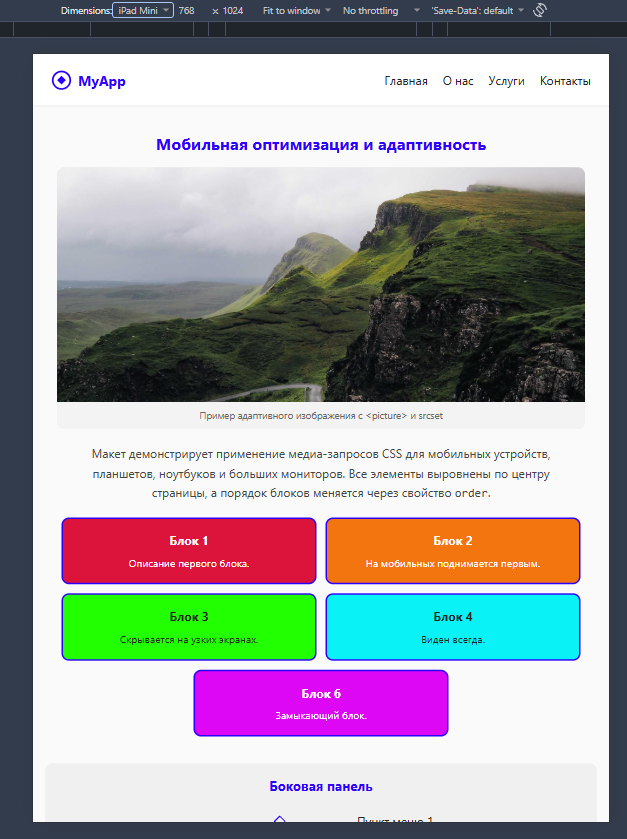 Dimensions: iPad Mini 768 × 1024 Fit to window No throttling 'Save-Data': default
MyApp
Главная О нас Услуги Контакты
Мобильная оптимизация и адаптивность
Пример адаптивного изображения с <picture> и srcset
Макет демонстрирует применение медиа-запросов CSS для мобильных устройств,
планшетов, ноутбуков и больших мониторов. Все элементы выровнены по центру
страницы, а порядок блоков меняется через свойство order.
Блок 1
Описание первого блока.
Блок 2
На мобильных поднимается первым.
Блок 3
Скрывается на узких экранах.
Блок 4
Виден всегда.
Блок 6
Замыкающий блок.
Боковая панель
Пункт меню 1